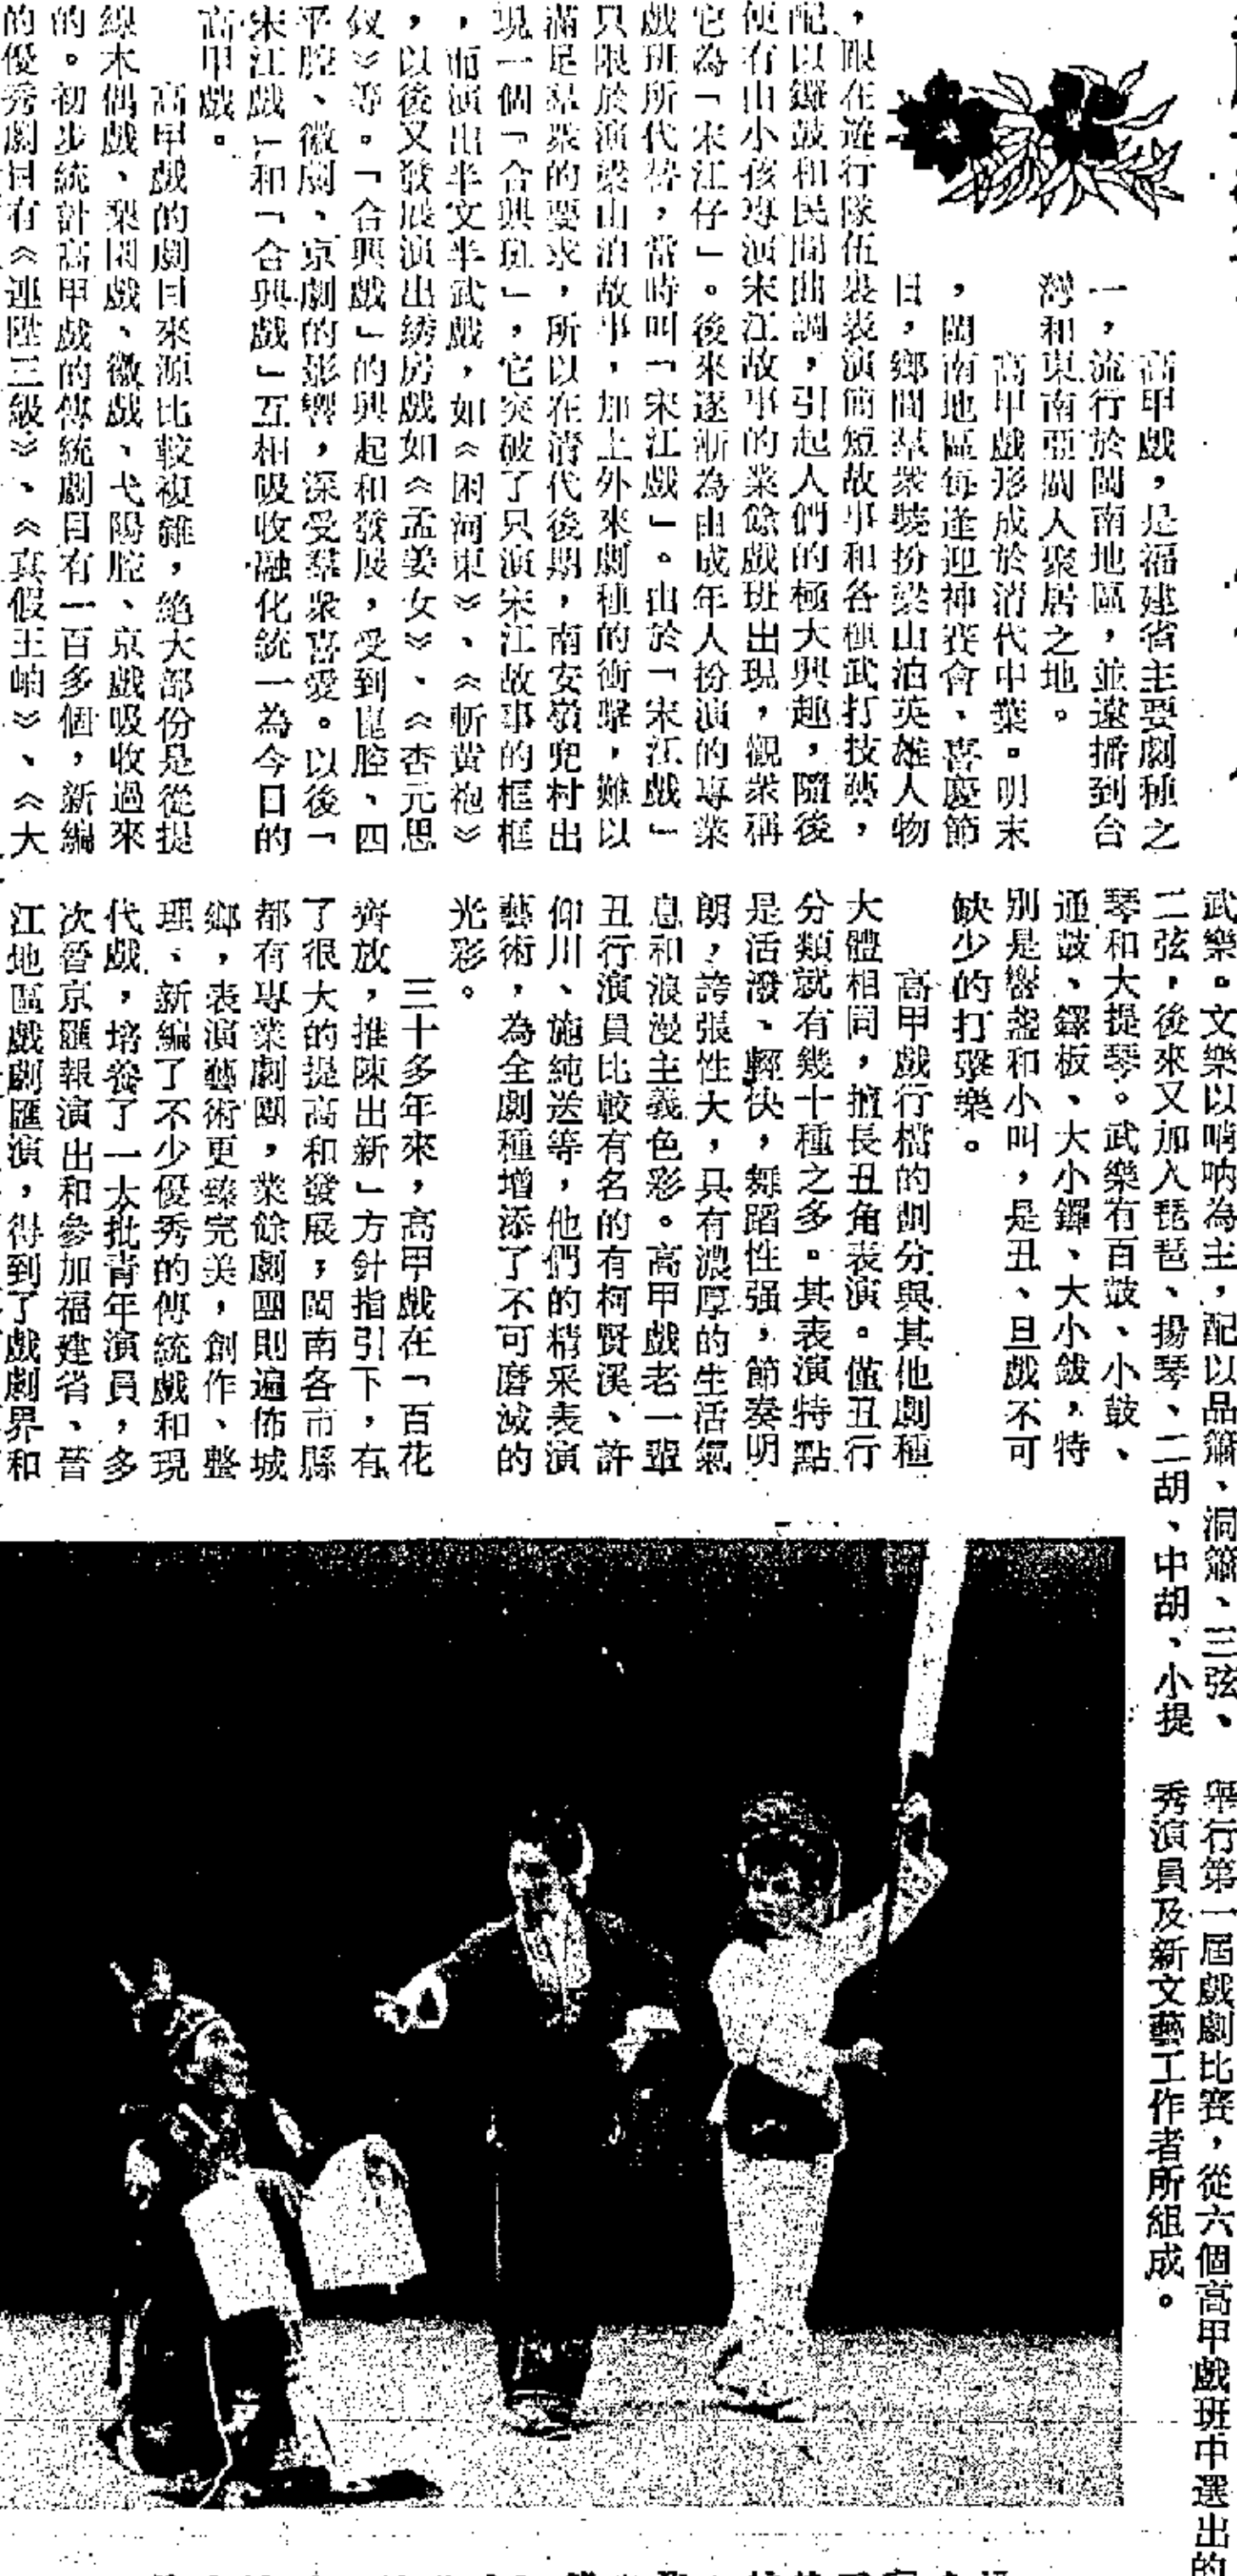 高甲戲，是福建省主要劇種之
一，流行於閩南地區，並遠播到台
灣和東南亞閩人聚居之地。
高甲戲形成於清代中葉。明末
，閩南地區每逢迎神賽會、喜慶節
日，鄉間羣衆裝扮梁山泊英雄人物
，跟在遊行隊伍裏表演簡短故事和各種武打技藝，
配以鑼鼓和民間曲調，引起人們的極大興趣，隨後
便有由小孩專演宋江故事的業餘戲班出現，觀衆稱
它為「宋江仔」。後來逐漸為由成年人扮演的專業
戲班所代替，當時叫「宋江戲」。由於「宋江戲」
只限於演梁山泊故事，加上外來劇種的衝擊，難以
滿足羣衆的要求，所以在清代後期，南安嶺兜村出
現一個「合興班」，它突破了只演宋江故事的框框
，而演出半文半武戲，如《困河東》、《斬黃袍》
，以後又發展演出綉房戲如《孟姜女》、《杏元思
釵》等。「合興戲」的興起和發展，受到崑腔、四
平腔、徽劇、京劇的影響，深受羣衆喜愛。以後「
宋江戲」和「合興戲」互相吸收融化統一為今日的
高甲戲。
高甲戲的劇目來源比較複雜，絕大部份是從提
線木偶戲、梨園戲、徽戲、弋陽腔、京戲吸收過來
的。初步統計高甲戲的傳統劇目有一百多個，新編
的優秀劇目有《連陞三級》、《真假王岫》、《大
武樂。文樂以哨吶為主，配以品簫、洞簫、三弦、
二弦，後來又加入琵琶、揚琴、二胡、中胡、小提
琴和大提琴。武樂有百鼓、小鼓、
通鼓、鐸板、大小鑼、大小鈸，特
別是響盞和小叫，是丑、旦戲不可
缺少的打擊樂。
高甲戲行檔的劃分與其他劇種
大體相同，擅長丑角表演。僅丑行
分類就有幾十種之多。其表演特點
是活潑、輕快，舞蹈性强，節奏明
朗，誇張性大，具有濃厚的生活氣
息和浪漫主義色彩。高甲戲老一輩
丑行演員比較有名的有柯賢溪、許
仰川、施純送等，他們的精采表演
藝術，為全劇種增添了不可磨滅的
光彩。
三十多年來，高甲戲在「百花
齊放，推陳出新」方針指引下，有
了很大的提高和發展，閩南各市縣
都有專業劇團，業餘劇團則遍佈城
鄉，表演藝術更臻完美，創作、整
理、新編了不少優秀的傳統戲和現
代戲，培養了一大批青年演員，多
次晉京匯報演出和參加福建省、晉
江地區戲劇匯演，得到了戲劇界和
舉行第一屆戲劇比賽，從六個高甲戲班中選出的
秀演員及新文藝工作者所組成。